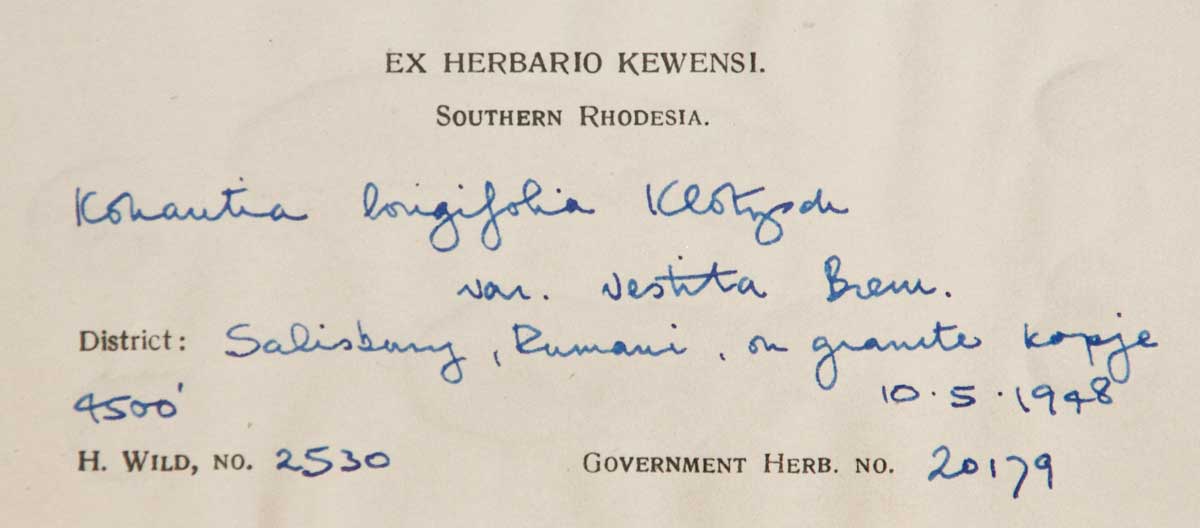 EX HERBARIO KEWENSI.
SOUTHERN RHODESIA.
Kohautia longifolia Klotzsch
var. vestita Brem.
District: Salisbury, Rumani, on granite kopje
4500' 10.5.1948
H. WILD, NO. 2530 GOVERNMENT HERB. NO. 20179